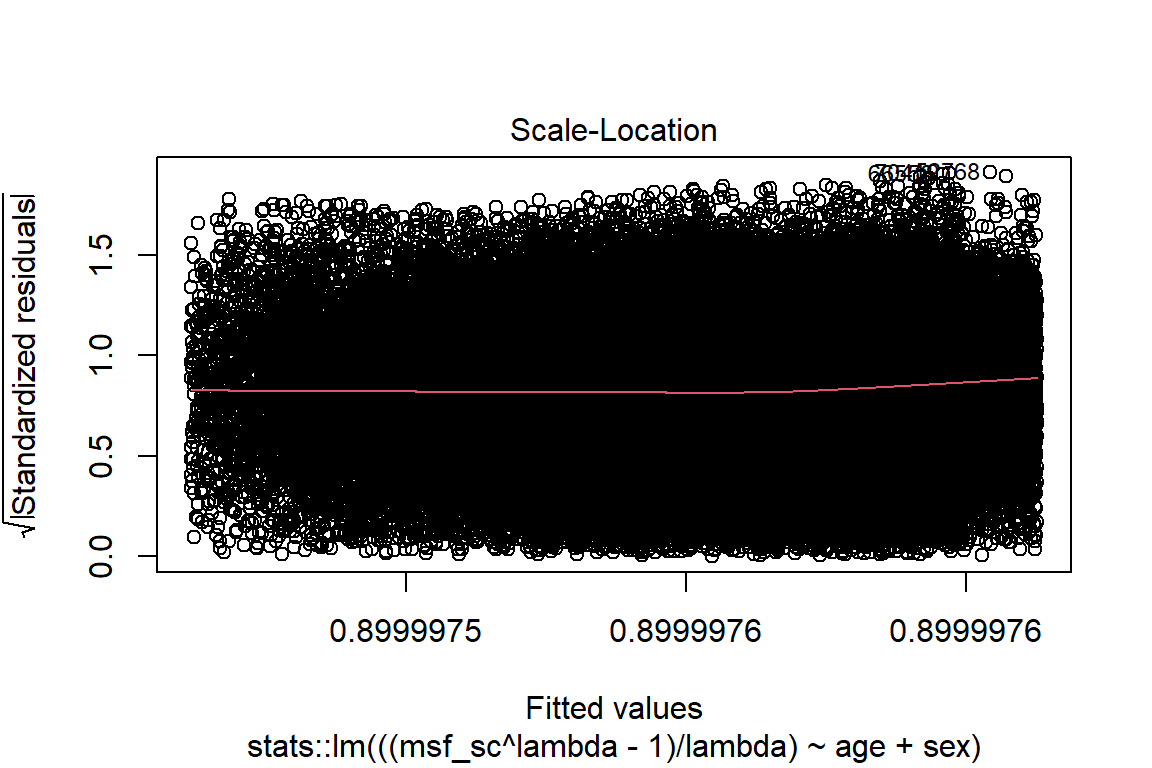 Scale-Location
√|Standardized residuals|
1.5
1.0
0.5
0.0
0.8999975
0.8999976
0.8999976
Fitted values
stats::lm(((msf_sc^lambda - 1)/lambda) ~ age + sex)